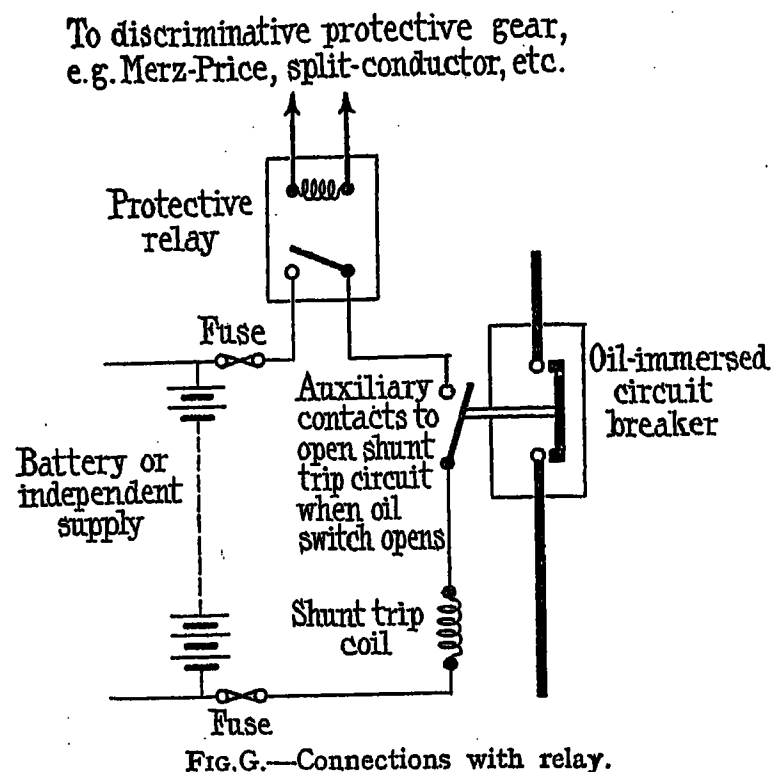 To discriminative protective gear,
e.g. Merz-Price, split-conductor, etc.
Protective
relay
Fuse
Auxiliary
contacts to
open shunt
trip circuit
when oil
switch opens
Oil-immersed
circuit
breaker
Battery or
independent
supply
Shunt trip
coil
Fuse
FIG.G.—Connections with relay.